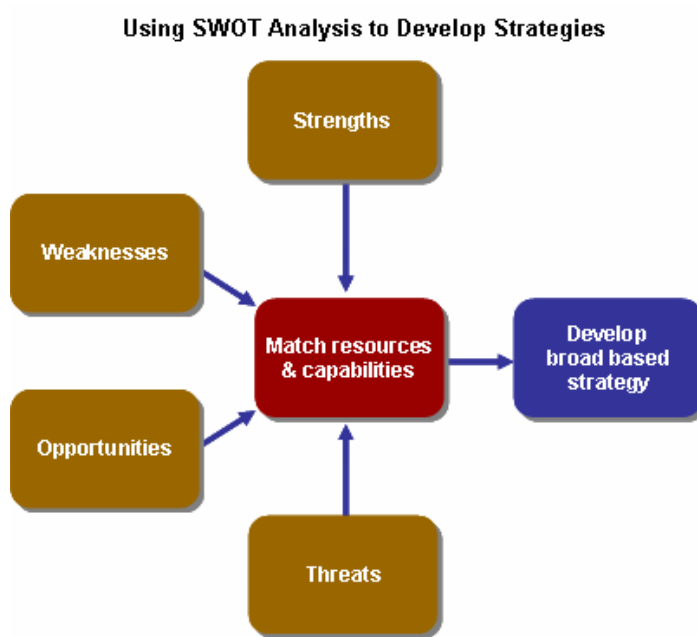 Using SWOT Analysis to Develop Strategies
Strengths
Weaknesses
Match resources
& capabilities
Develop
broad based
strategy
Opportunities
Threats